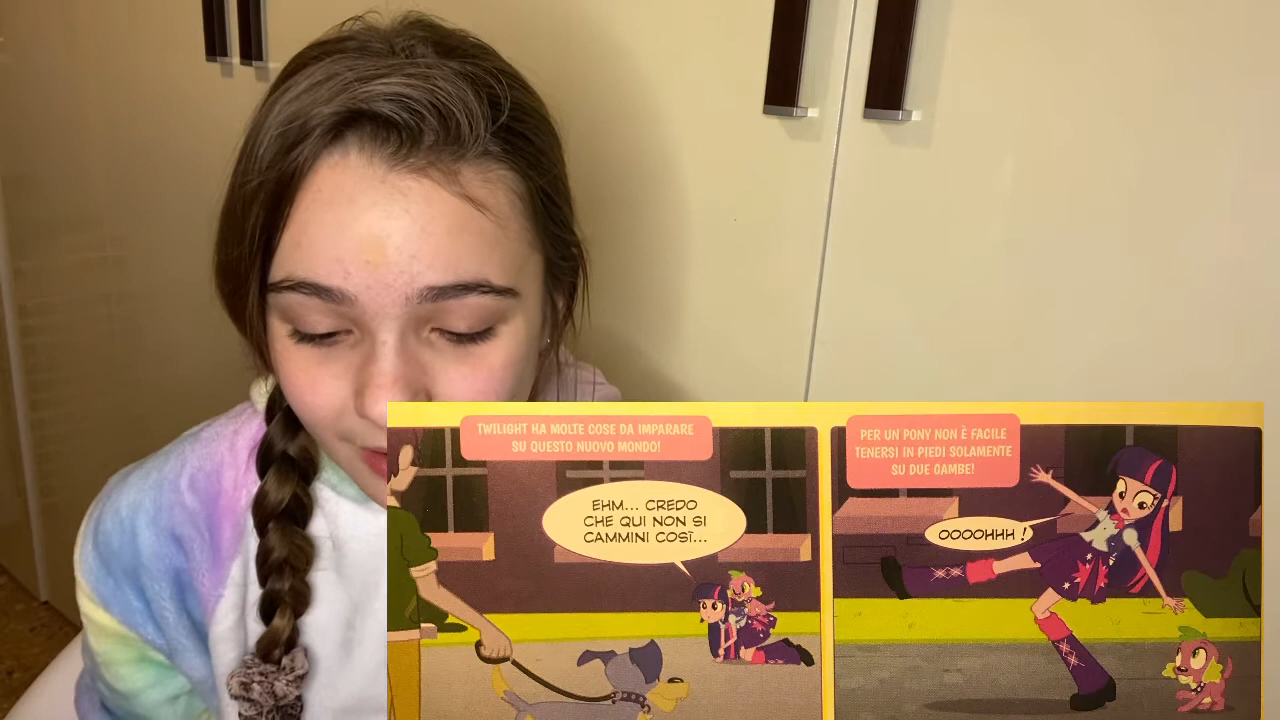 TWILIGHT HA MOLTE COSE DA IMPARARE
SU QUESTO NUOVO MONDO!
EHM... CREDO
CHE QUI NON SI
CAMMINI COSÌ...
PER UN PONY NON È FACILE
TENERSI IN PIEDI SOLAMENTE
SU DUE GAMBE!
OOOOHHH !